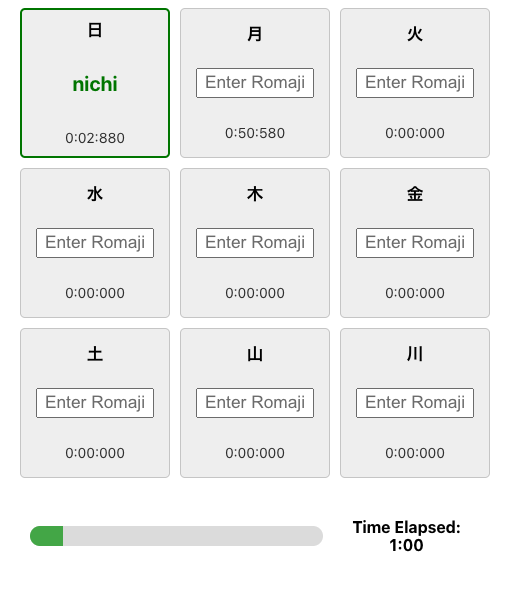 日
nichi
0:02:880
月
Enter Romaji
0:50:580
火
Enter Romaji
0:00:000
水
Enter Romaji
0:00:000
木
Enter Romaji
0:00:000
金
Enter Romaji
0:00:000
土
Enter Romaji
0:00:000
山
Enter Romaji
0:00:000
川
Enter Romaji
0:00:000
Time Elapsed:
1:00